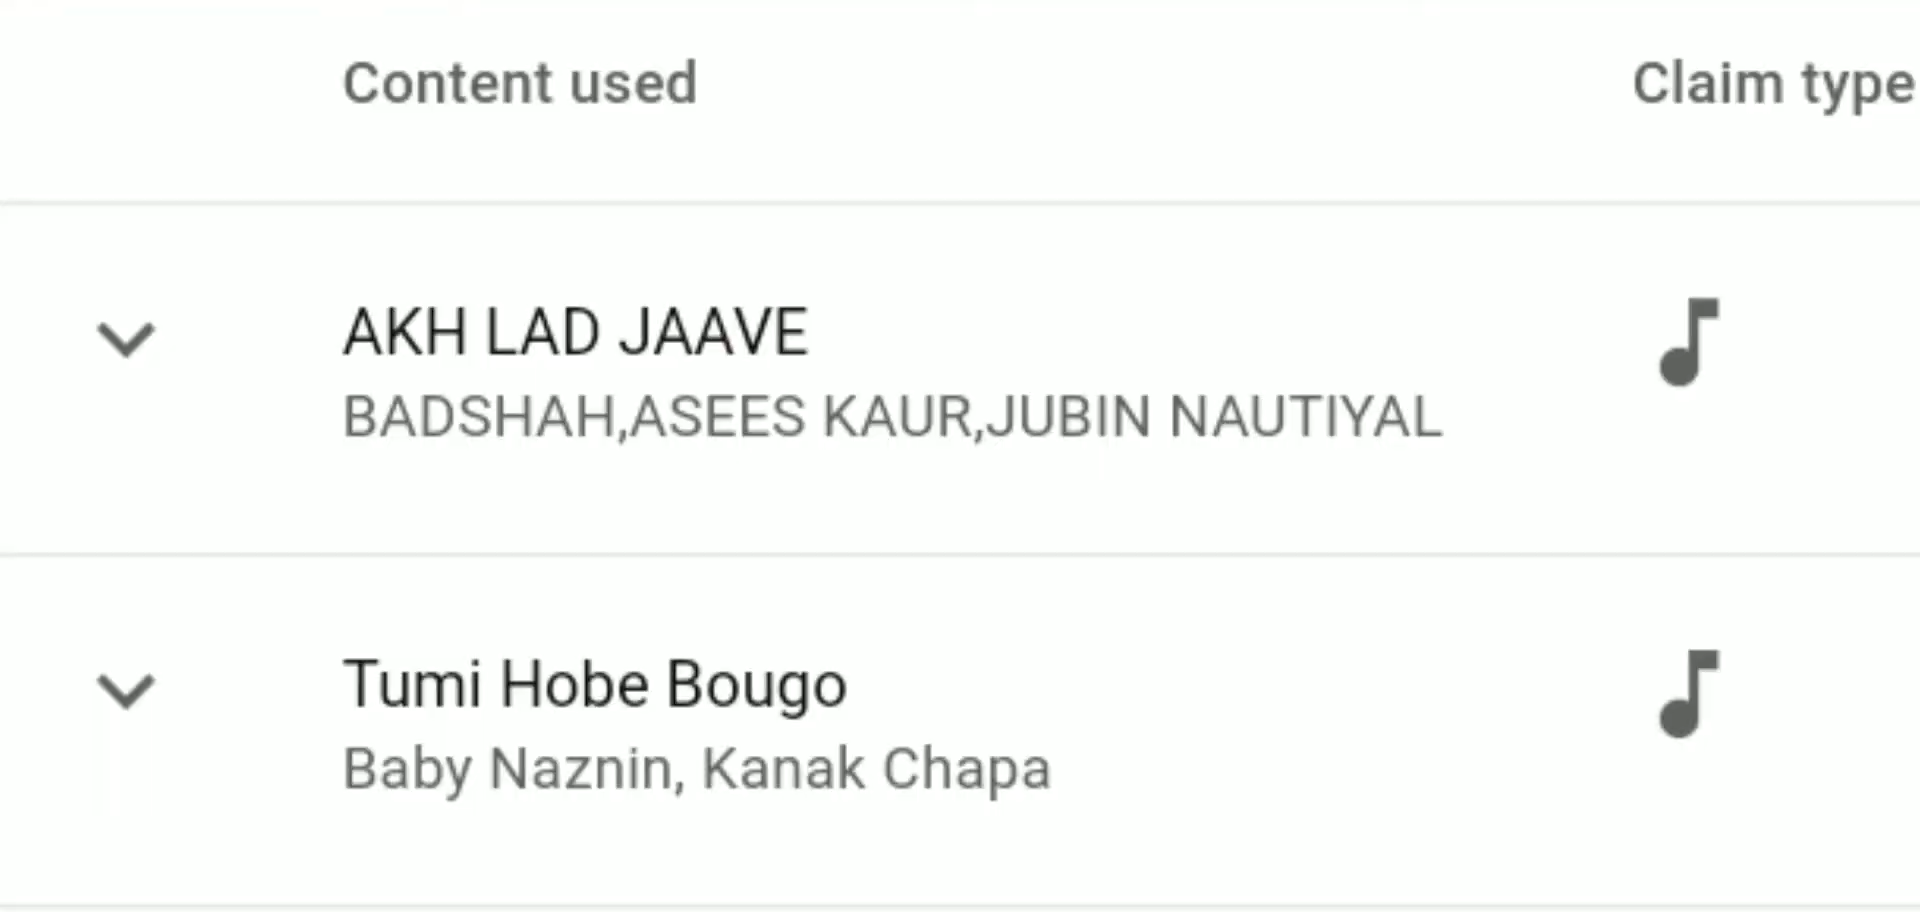 Content used
Claim type
AKH LAD JAAVE
BADSHAH,ASEES KAUR,JUBIN NAUTIYAL
Tumi Hobe Bougo
Baby Naznin, Kanak Chapa